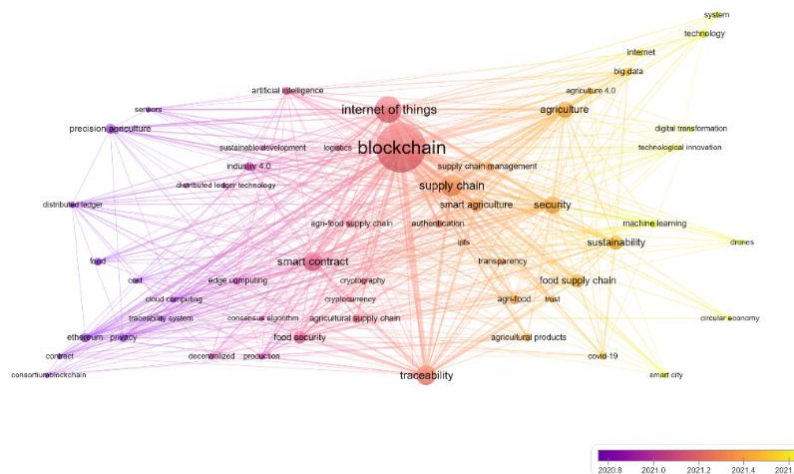 system
technology
internet
big data
artificial intelligence
agriculture 4.0
sensors
internet of things
agriculture
precision agriculture
digital transformation
blockchain
sustainable development
logistics
technological innovation
industry 4.0
supply chain management
distributed ledger technology
supply chain
distributed ledger
smart agriculture
security
agri-food supply chain
authentication
machine learning
ipfs
sustainability
drones
food
smart contract
transparency
cost
edge computing
cryptography
food supply chain
cloud computing
cryptocurrency
agri-food
trust
traceability system
consensus algorithm
agricultural supply chain
circular economy
ethereum
privacy
food security
agricultural products
contract
decentralized
production
covid-19
consortium blockchain
traceability
smart city
2020.8 2021.0 2021.2 2021.4